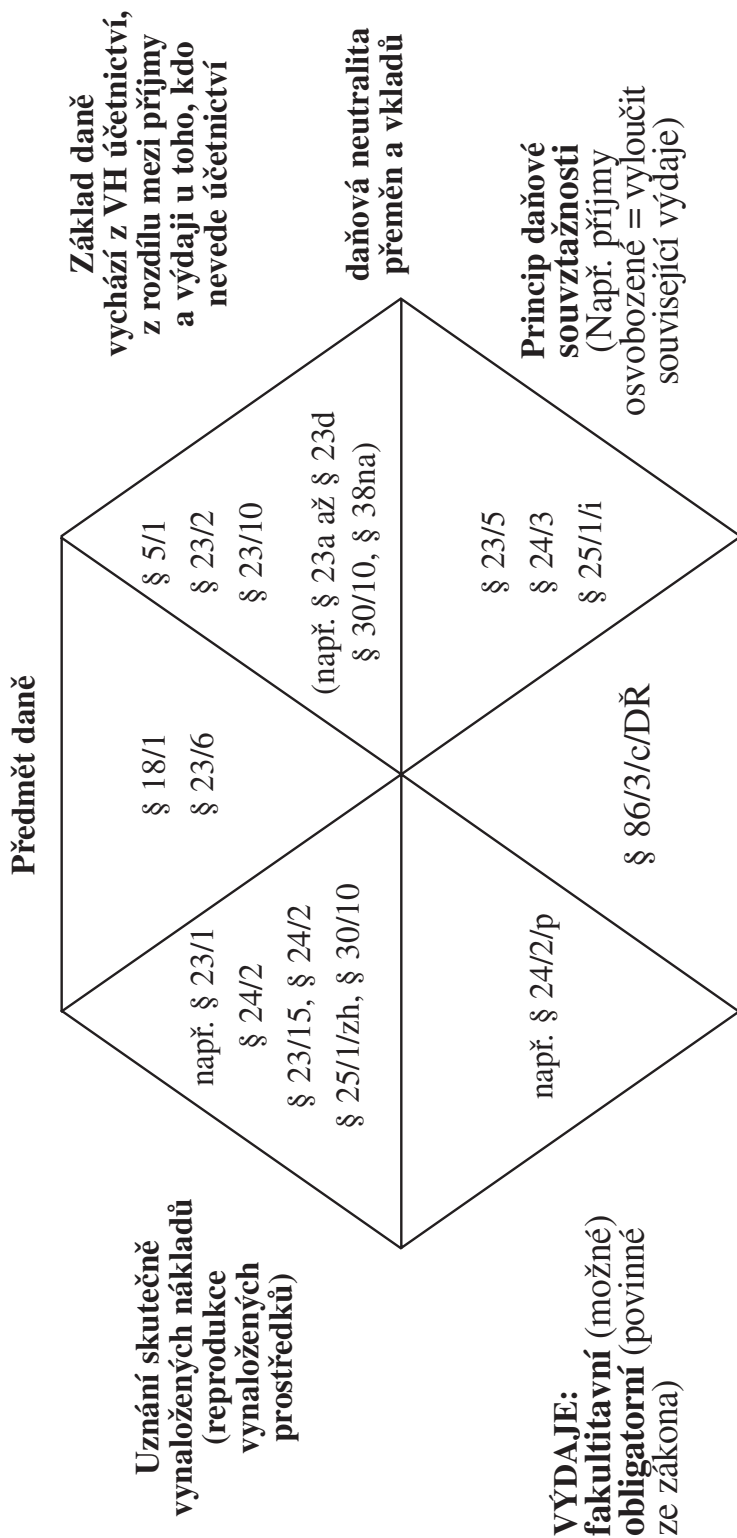 Předmět daně
Základ daně
vychází z VH účetnictví,
z rozdílu mezi příjmy
a výdaji u toho, kdo
nevede účetnictví
daňová neutralita
přeměn a vkladů
Princip daňové
souvztažnosti
(Např. příjmy
osvobozené = vyloučit
související výdaje)
Uznání skutečně
vynaložených nákladů
(reprodukce
vynaložených
prostředků)
VÝDAJE:
fakultitavní (možné)
obligatorní (povinné
ze zákona)
§ 18/1
§ 23/6
§ 5/1
§ 23/2
§ 23/10
(např. § 23a až § 23d
§ 30/10, § 38na)
§ 23/5
§ 24/3
§ 25/1/i
§ 86/3/c/DŘ
např. § 24/2/p
např. § 23/1
§ 24/2
§ 23/15, § 24/2
§ 25/1/zh, § 30/10